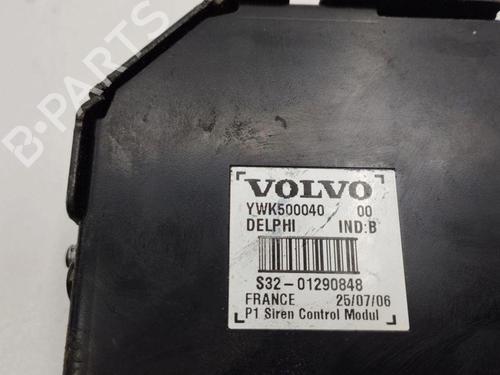 B-PARTS
VOLVO
YWK500040 00
DELPHI IND:B
S32-01290848
FRANCE 25/07/06
P1 Siren Control Modul